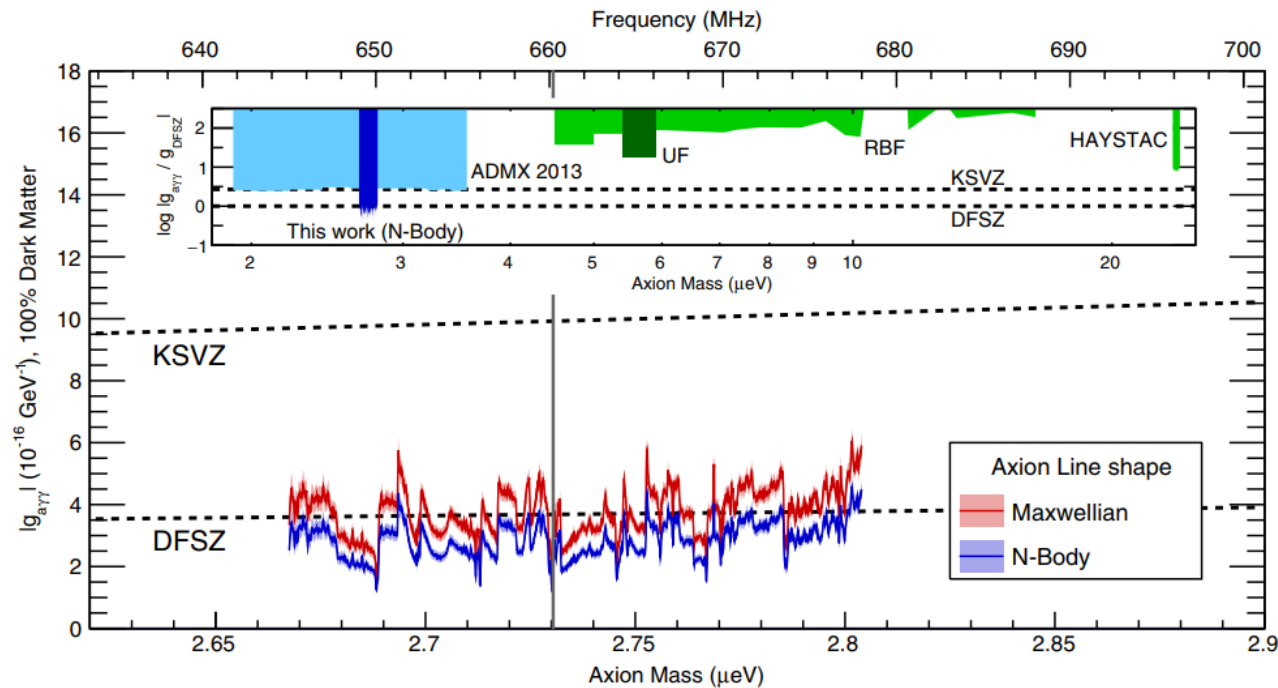 Frequency (MHz)
640 650 660 670 680 690 700
18
16
14
12
10
8
6
4
2
0
|g_aγγ| (10⁻¹⁶ GeV⁻¹), 100% Dark Matter
log |g_aγγ / g_DFSZ|
2
1
0
−1
ADMX 2013
UF
RBF
HAYSTAC
KSVZ
DFSZ
This work (N-Body)
2 3 4 5 6 7 8 9 10 20
Axion Mass (μeV)
KSVZ
DFSZ
Axion Line shape
Maxwellian
N-Body
2.65 2.7 2.75 2.8 2.85 2.9
Axion Mass (μeV)